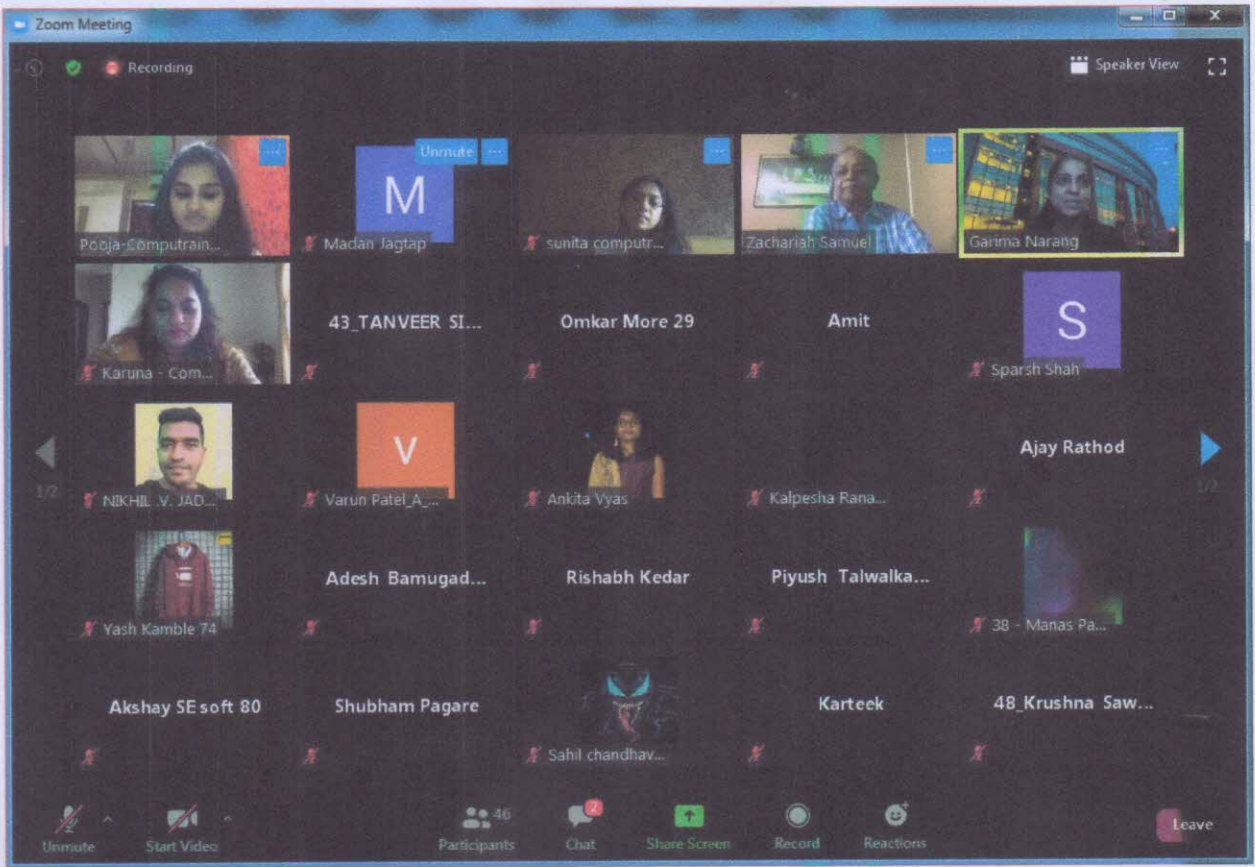 Zoom Meeting
Recording
Speaker View
Pooja-Computrain...
M
Unmute
Madan Jagtap
sunita computr...
Zachariah Samuel
Garima Narang
Karuna - Com...
43_TANVEER SI...
Omkar More 29
Amit
S
Sparsh Shah
NIKHIL .V. JAD...
V
Varun Patel_A_...
Ankita Vyas
Kalpesha Rana...
Ajay Rathod
1/2
1/2
Yash Kamble 74
Adesh Bamugad...
Rishabh Kedar
Piyush Talwalka...
38 - Manas Pa...
Akshay SE soft 80
Shubham Pagare
Sahil chandhav...
Karteek
48_Krushna Saw...
Unmute
Start Video
46
Participants
2
Chat
Share Screen
Record
Reactions
Leave